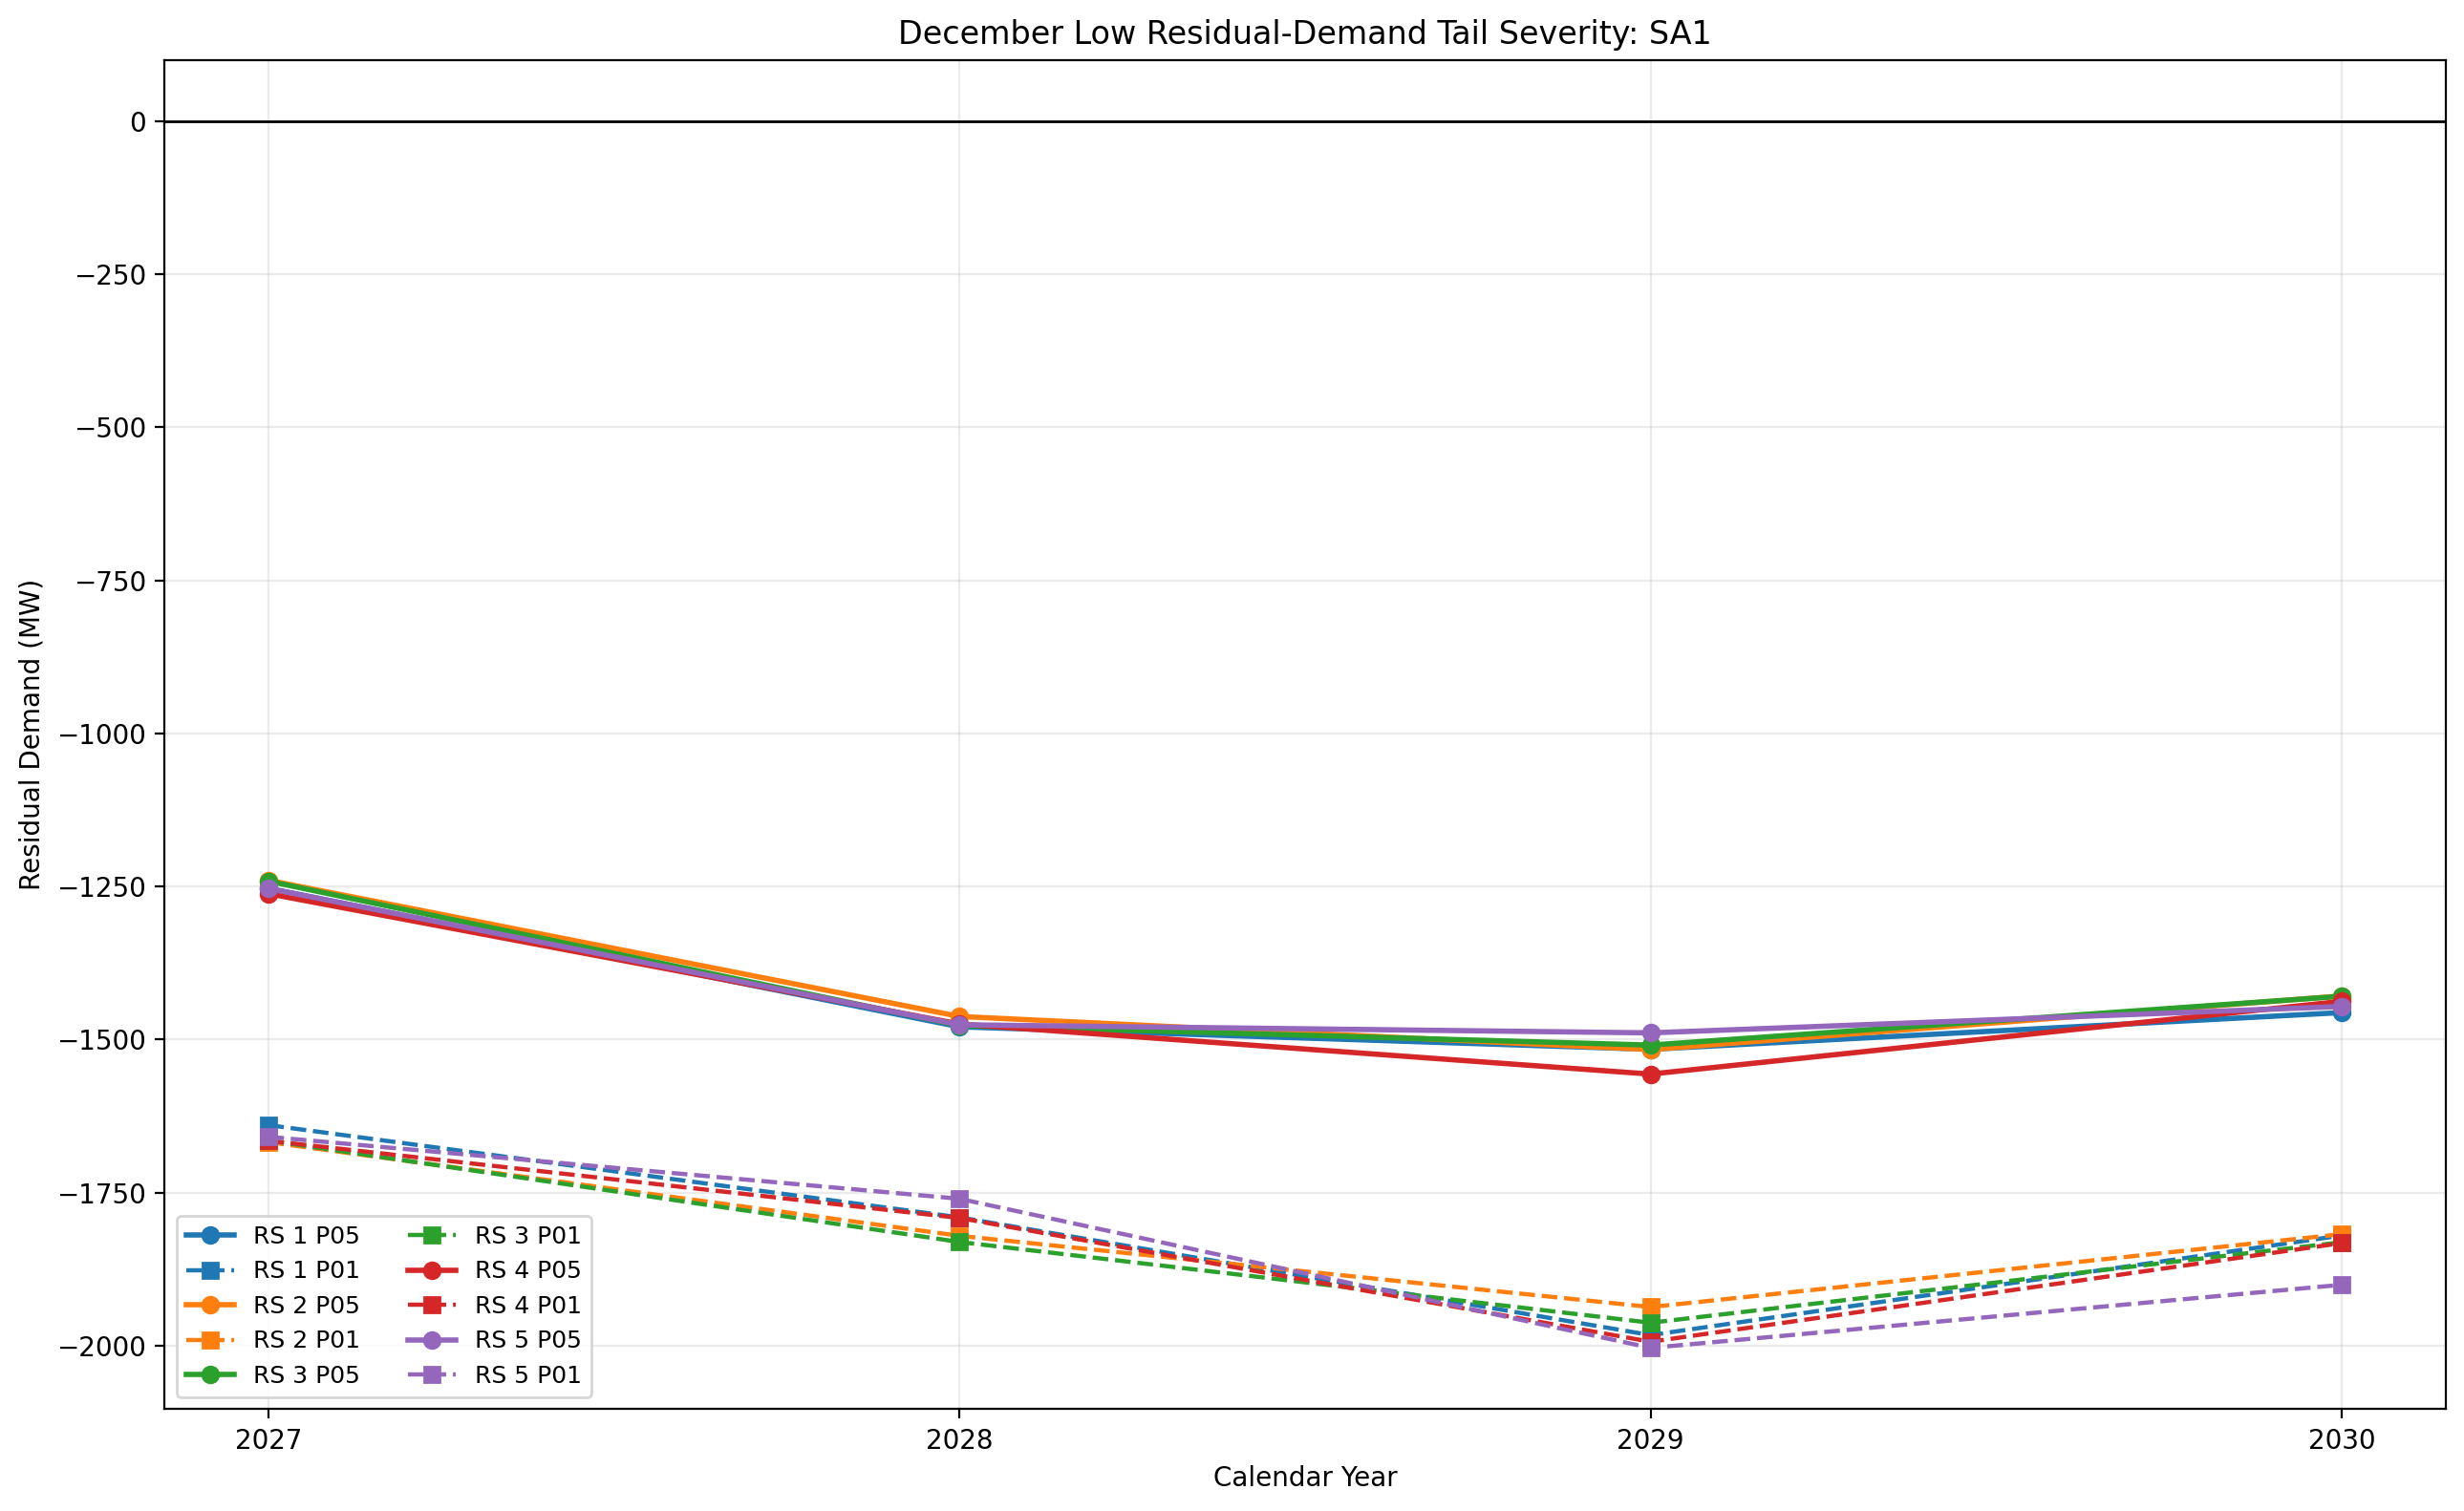 December Low Residual-Demand Tail Severity: SA1
Residual Demand (MW)
0
−250
−500
−750
−1000
−1250
−1500
−1750
−2000
RS 1 P05
RS 1 P01
RS 2 P05
RS 2 P01
RS 3 P05
RS 3 P01
RS 4 P05
RS 4 P01
RS 5 P05
RS 5 P01
2027 2028 2029 2030
Calendar Year